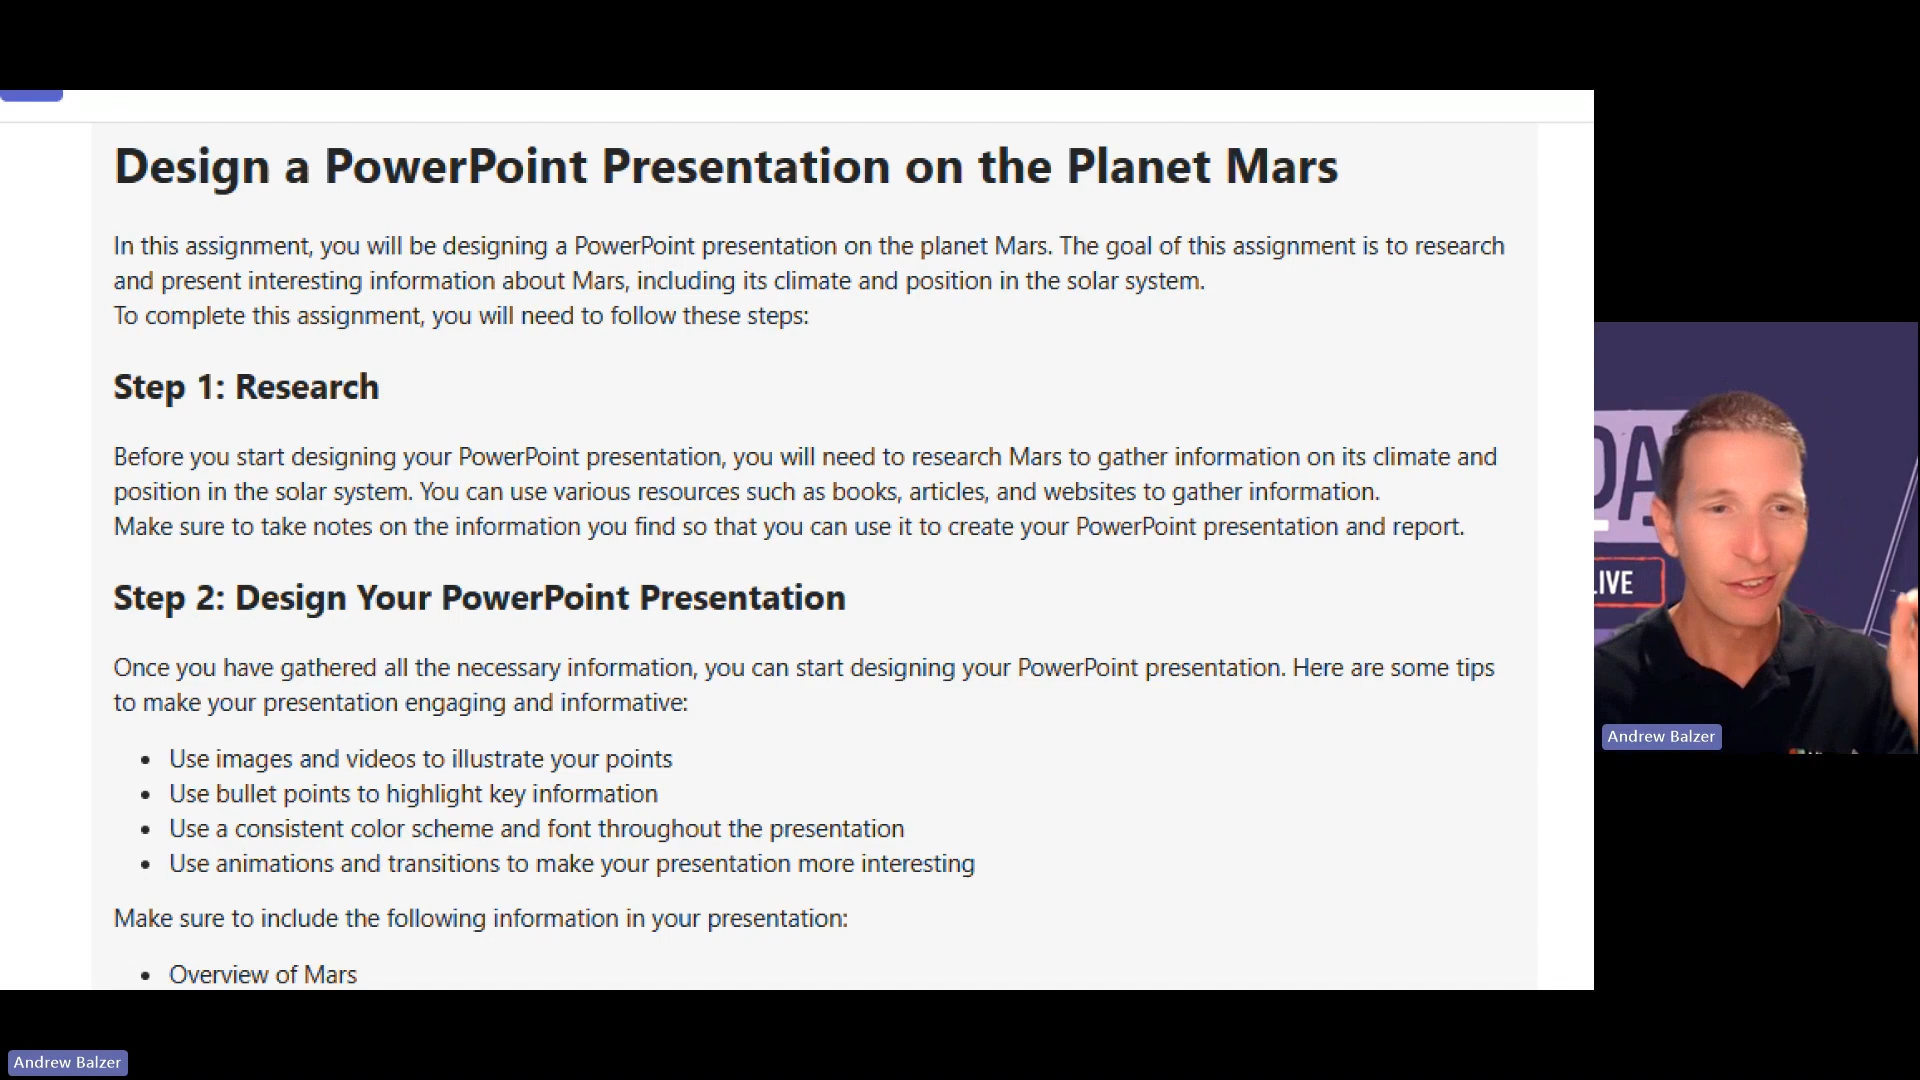 Design a PowerPoint Presentation on the Planet Mars
In this assignment, you will be designing a PowerPoint presentation on the planet Mars. The goal of this assignment is to research
and present interesting information about Mars, including its climate and position in the solar system.
To complete this assignment, you will need to follow these steps:
Step 1: Research
Before you start designing your PowerPoint presentation, you will need to research Mars to gather information on its climate and
position in the solar system. You can use various resources such as books, articles, and websites to gather information.
Make sure to take notes on the information you find so that you can use it to create your PowerPoint presentation and report.
Step 2: Design Your PowerPoint Presentation
Once you have gathered all the necessary information, you can start designing your PowerPoint presentation. Here are some tips
to make your presentation engaging and informative:
• Use images and videos to illustrate your points
• Use bullet points to highlight key information
• Use a consistent color scheme and font throughout the presentation
• Use animations and transitions to make your presentation more interesting
Make sure to include the following information in your presentation:
• Overview of Mars
LIVE
Andrew Balzer
Andrew Balzer